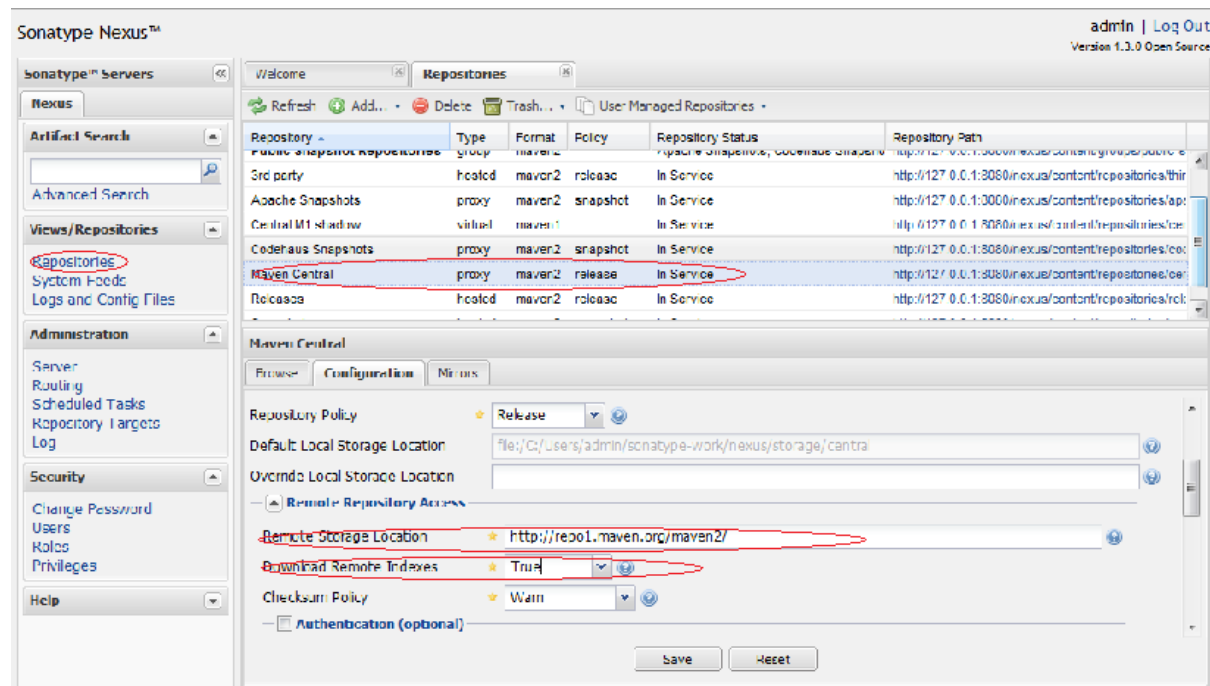 Sonatype Nexus™
admin | Log Out
Version 1.3.0 Open Source
Sonatype™ Servers
Welcome
Repositories
Nexus
Refresh Add... Delete Trash... User Managed Repositories
Artifact Search
Advanced Search
Views/Repositories
Repositories
System Feeds
Logs and Config Files
Administration
Server
Routing
Scheduled Tasks
Repository Targets
Log
Security
Change Password
Users
Roles
Privileges
Help
Repository Type Format Policy Repository Status Repository Path
Public Snapshot Repositories group maven2
3rd party hosted maven2 release In Service http://127.0.0.1:8080/nexus/content/repositories/thir
Apache Snapshots proxy maven2 snapshot In Service http://127.0.0.1:8080/nexus/content/repositories/apa
Central M1 shadow virtual maven1 In Service http://127.0.0.1:8080/nexus/content/repositories/cer
Codehaus Snapshots proxy maven2 snapshot In Service http://127.0.0.1:8080/nexus/content/repositories/coc
Maven Central proxy maven2 release In Service http://127.0.0.1:8080/nexus/content/repositories/cer
Releases hosted maven2 release In Service http://127.0.0.1:8080/nexus/content/repositories/rel
Maven Central
Browse Configuration Mirrors
Repository Policy Release
Default Local Storage Location file:/C:/Users/admin/sonatype-work/nexus/storage/central
Override Local Storage Location
Remote Repository Access
Remote Storage Location http://repo1.maven.org/maven2/
Download Remote Indexes True
Checksum Policy Warn
Authentication (optional)
Save Reset